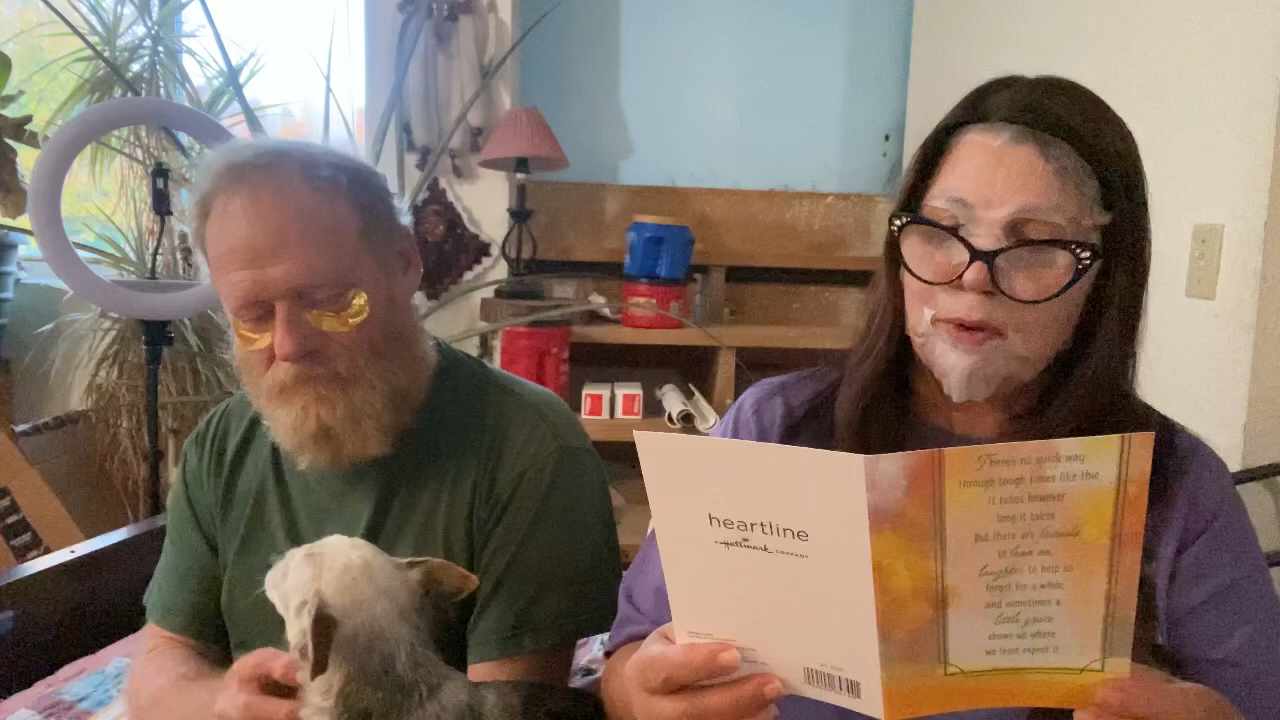 heartline
a Hallmark COMPANY
There's no quick way
through tough times like this
It takes however
long it takes
But there are friends
to lean on,
laughter to help us
forget for a while,
and sometimes a
little grace
shows up where
we least expect it.